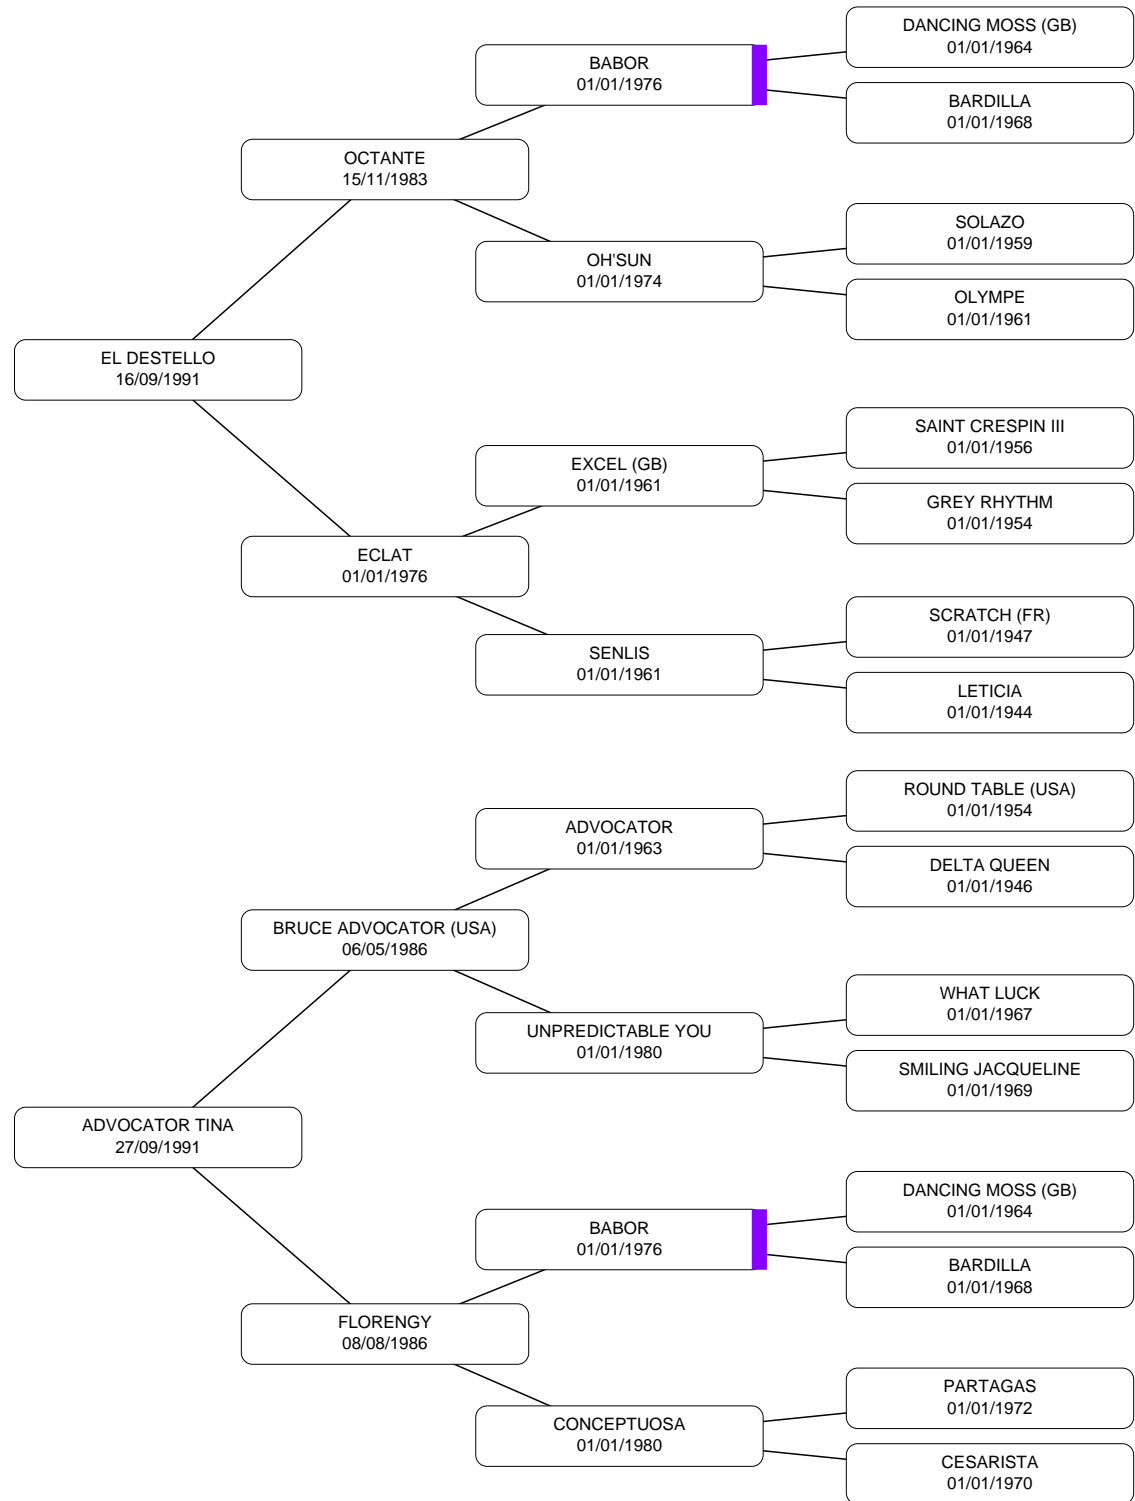 DANCING MOSS (GB)
01/01/1964
BABOR
01/01/1976
BARDILLA
01/01/1968
OCTANTE
15/11/1983
SOLAZO
01/01/1959
OH'SUN
01/01/1974
OLYMPE
01/01/1961
EL DESTELLO
16/09/1991
SAINT CRESPIN III
01/01/1956
EXCEL (GB)
01/01/1961
GREY RHYTHM
01/01/1954
ECLAT
01/01/1976
SCRATCH (FR)
01/01/1947
SENLIS
01/01/1961
LETICIA
01/01/1944
ROUND TABLE (USA)
01/01/1954
ADVOCATOR
01/01/1963
DELTA QUEEN
01/01/1946
BRUCE ADVOCATOR (USA)
06/05/1986
WHAT LUCK
01/01/1967
UNPREDICTABLE YOU
01/01/1980
SMILING JACQUELINE
01/01/1969
ADVOCATOR TINA
27/09/1991
DANCING MOSS (GB)
01/01/1964
BABOR
01/01/1976
BARDILLA
01/01/1968
FLORENGY
08/08/1986
PARTAGAS
01/01/1972
CONCEPTUOSA
01/01/1980
CESARISTA
01/01/1970